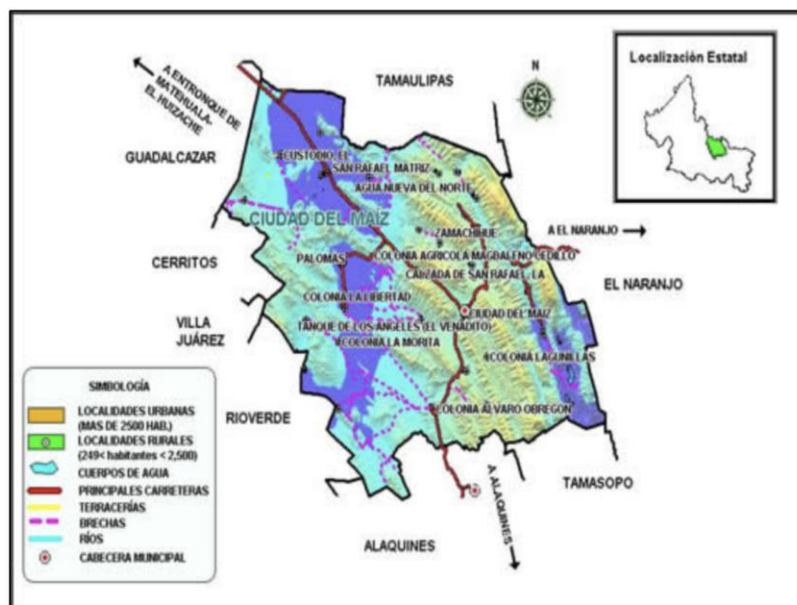 Localización Estatal
N
TAMAULIPAS
A ENTRONQUE DE
MATEHUALA-
EL HUIZACHE
GUADALCAZAR
CUSTODIO, EL
SAN RAFAEL MATRIZ
AGUA NUEVA DEL NORTE
CIUDAD DEL MAÍZ
ZAMACHIHUE
A EL NARANJO
CERRITOS
PALOMAS
COLONIA AGRICOLA MAGDALENO CEDILLO
CALZADA DE SAN RAFAEL, LA
EL NARANJO
COLONIA LA LIBERTAD
CIUDAD DEL MAIZ
VILLA
JUÁREZ
TANQUE DE LOS ANGELES (EL VENADITO)
COLONIA LA MORITA
COLONIA LAGUNILLAS
RIOVERDE
COLONIA ALVARO OBREGON
TAMASOPO
A ALAQUINES
ALAQUINES
SIMBOLOGÍA
LOCALIDADES URBANAS
(MAS DE 2500 HAB.)
LOCALIDADES RURALES
(249< habitantes < 2,500)
CUERPOS DE AGUA
PRINCIPALES CARRETERAS
TERRACERÍAS
BRECHAS
RÍOS
CABECERA MUNICIPAL